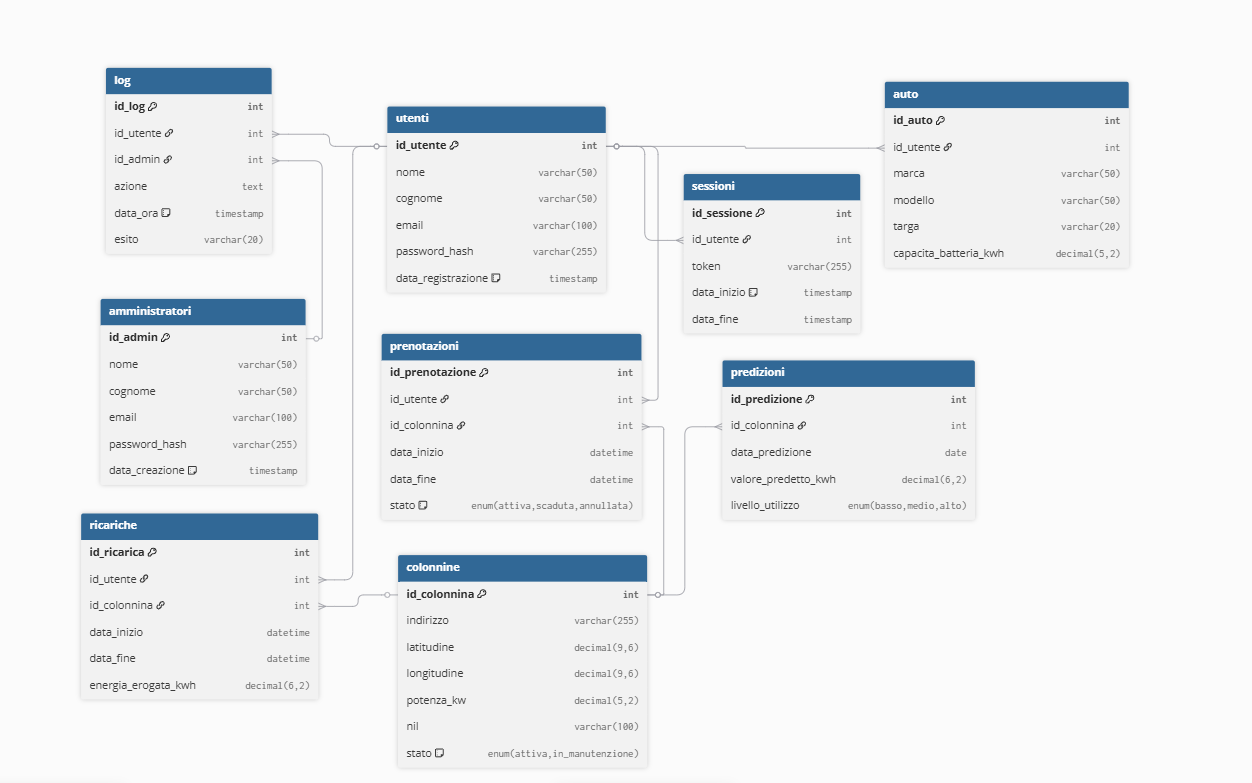 log
id_log int
id_utente int
id_admin int
azione text
data_ora timestamp
esito varchar(20)
utenti
id_utente int
nome varchar(50)
cognome varchar(50)
email varchar(100)
password_hash varchar(255)
data_registrazione timestamp
auto
id_auto int
id_utente int
marca varchar(50)
modello varchar(50)
targa varchar(20)
capacita_batteria_kwh decimal(5,2)
sessioni
id_sessione int
id_utente int
token varchar(255)
data_inizio timestamp
data_fine timestamp
amministratori
id_admin int
nome varchar(50)
cognome varchar(50)
email varchar(100)
password_hash varchar(255)
data_creazione timestamp
prenotazioni
id_prenotazione int
id_utente int
id_colonnina int
data_inizio datetime
data_fine datetime
stato enum(attiva,scaduta,annullata)
predizioni
id_predizione int
id_colonnina int
data_predizione date
valore_predetto_kwh decimal(6,2)
livello_utilizzo enum(basso,medio,alto)
ricariche
id_ricarica int
id_utente int
id_colonnina int
data_inizio datetime
data_fine datetime
energia_erogata_kwh decimal(6,2)
colonnine
id_colonnina int
indirizzo varchar(255)
latitudine decimal(9,6)
longitudine decimal(9,6)
potenza_kw decimal(5,2)
nil varchar(100)
stato enum(attiva,in_manutenzione)